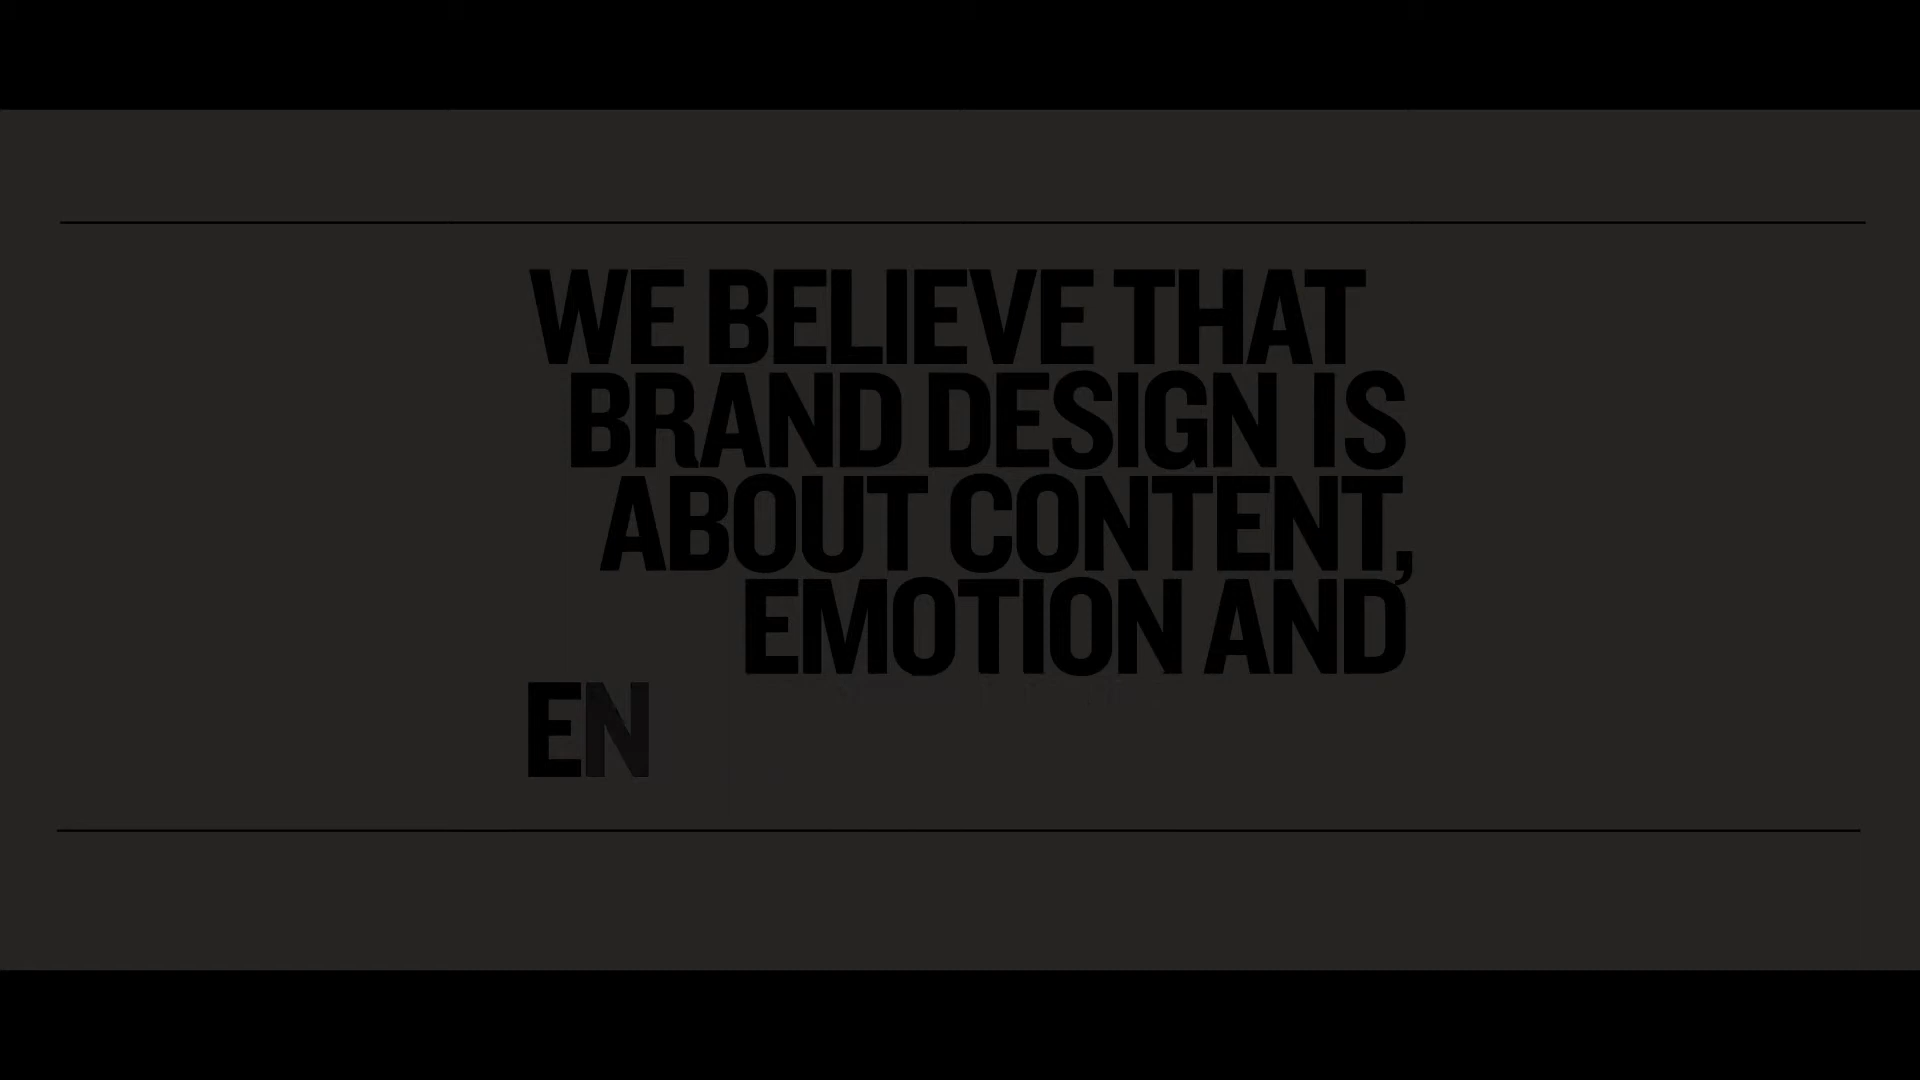 WE BELIEVE THAT
BRAND DESIGN IS
ABOUT CONTENT,
EMOTION AND
EN